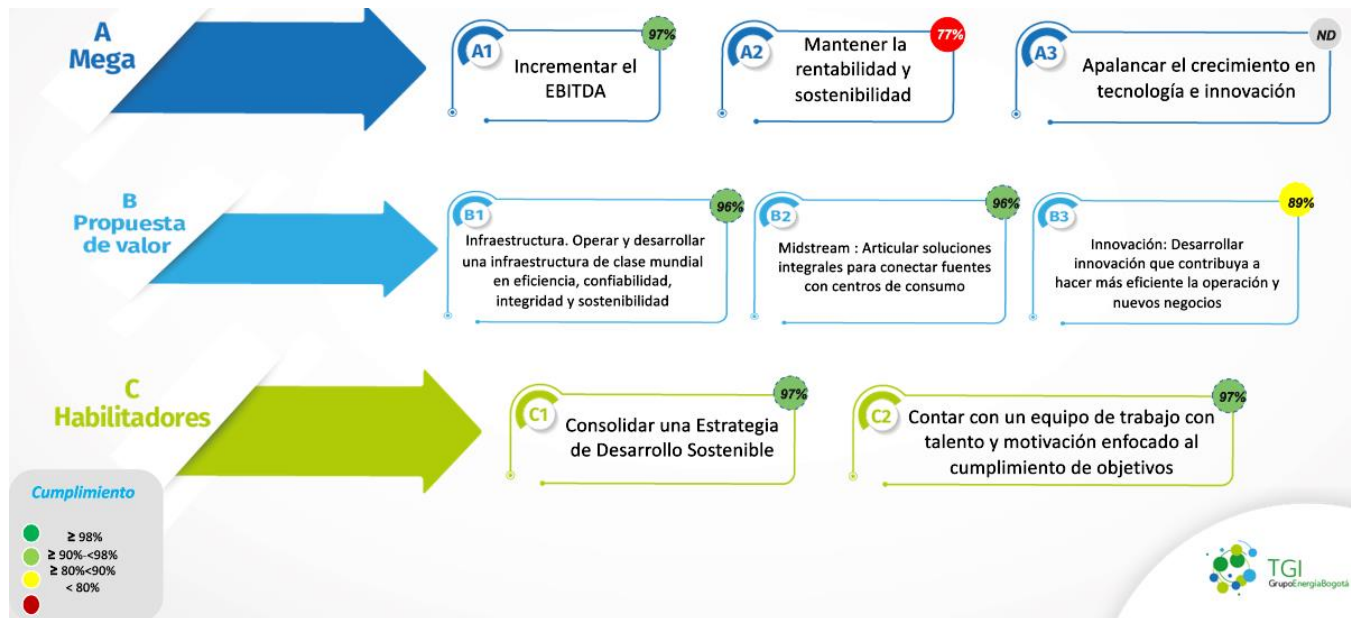 A
Mega
A1
97%
Incrementar el
EBITDA
A2
77%
Mantener la
rentabilidad y
sostenibilidad
A3
ND
Apalancar el crecimiento en
tecnología e innovación
B
Propuesta
de valor
B1
96%
Infraestructura. Operar y desarrollar
una infraestructura de clase mundial
en eficiencia, confiabilidad,
integridad y sostenibilidad
B2
96%
Midstream : Articular soluciones
integrales para conectar fuentes
con centros de consumo
B3
89%
Innovación: Desarrollar
innovación que contribuya a
hacer más eficiente la operación y
nuevos negocios
C
Habilitadores
C1
97%
Consolidar una Estrategia
de Desarrollo Sostenible
C2
97%
Contar con un equipo de trabajo con
talento y motivación enfocado al
cumplimiento de objetivos
Cumplimiento
≥ 98%
≥ 90%-<98%
≥ 80%<90%
< 80%
TGI
GrupoEnergíaBogotá